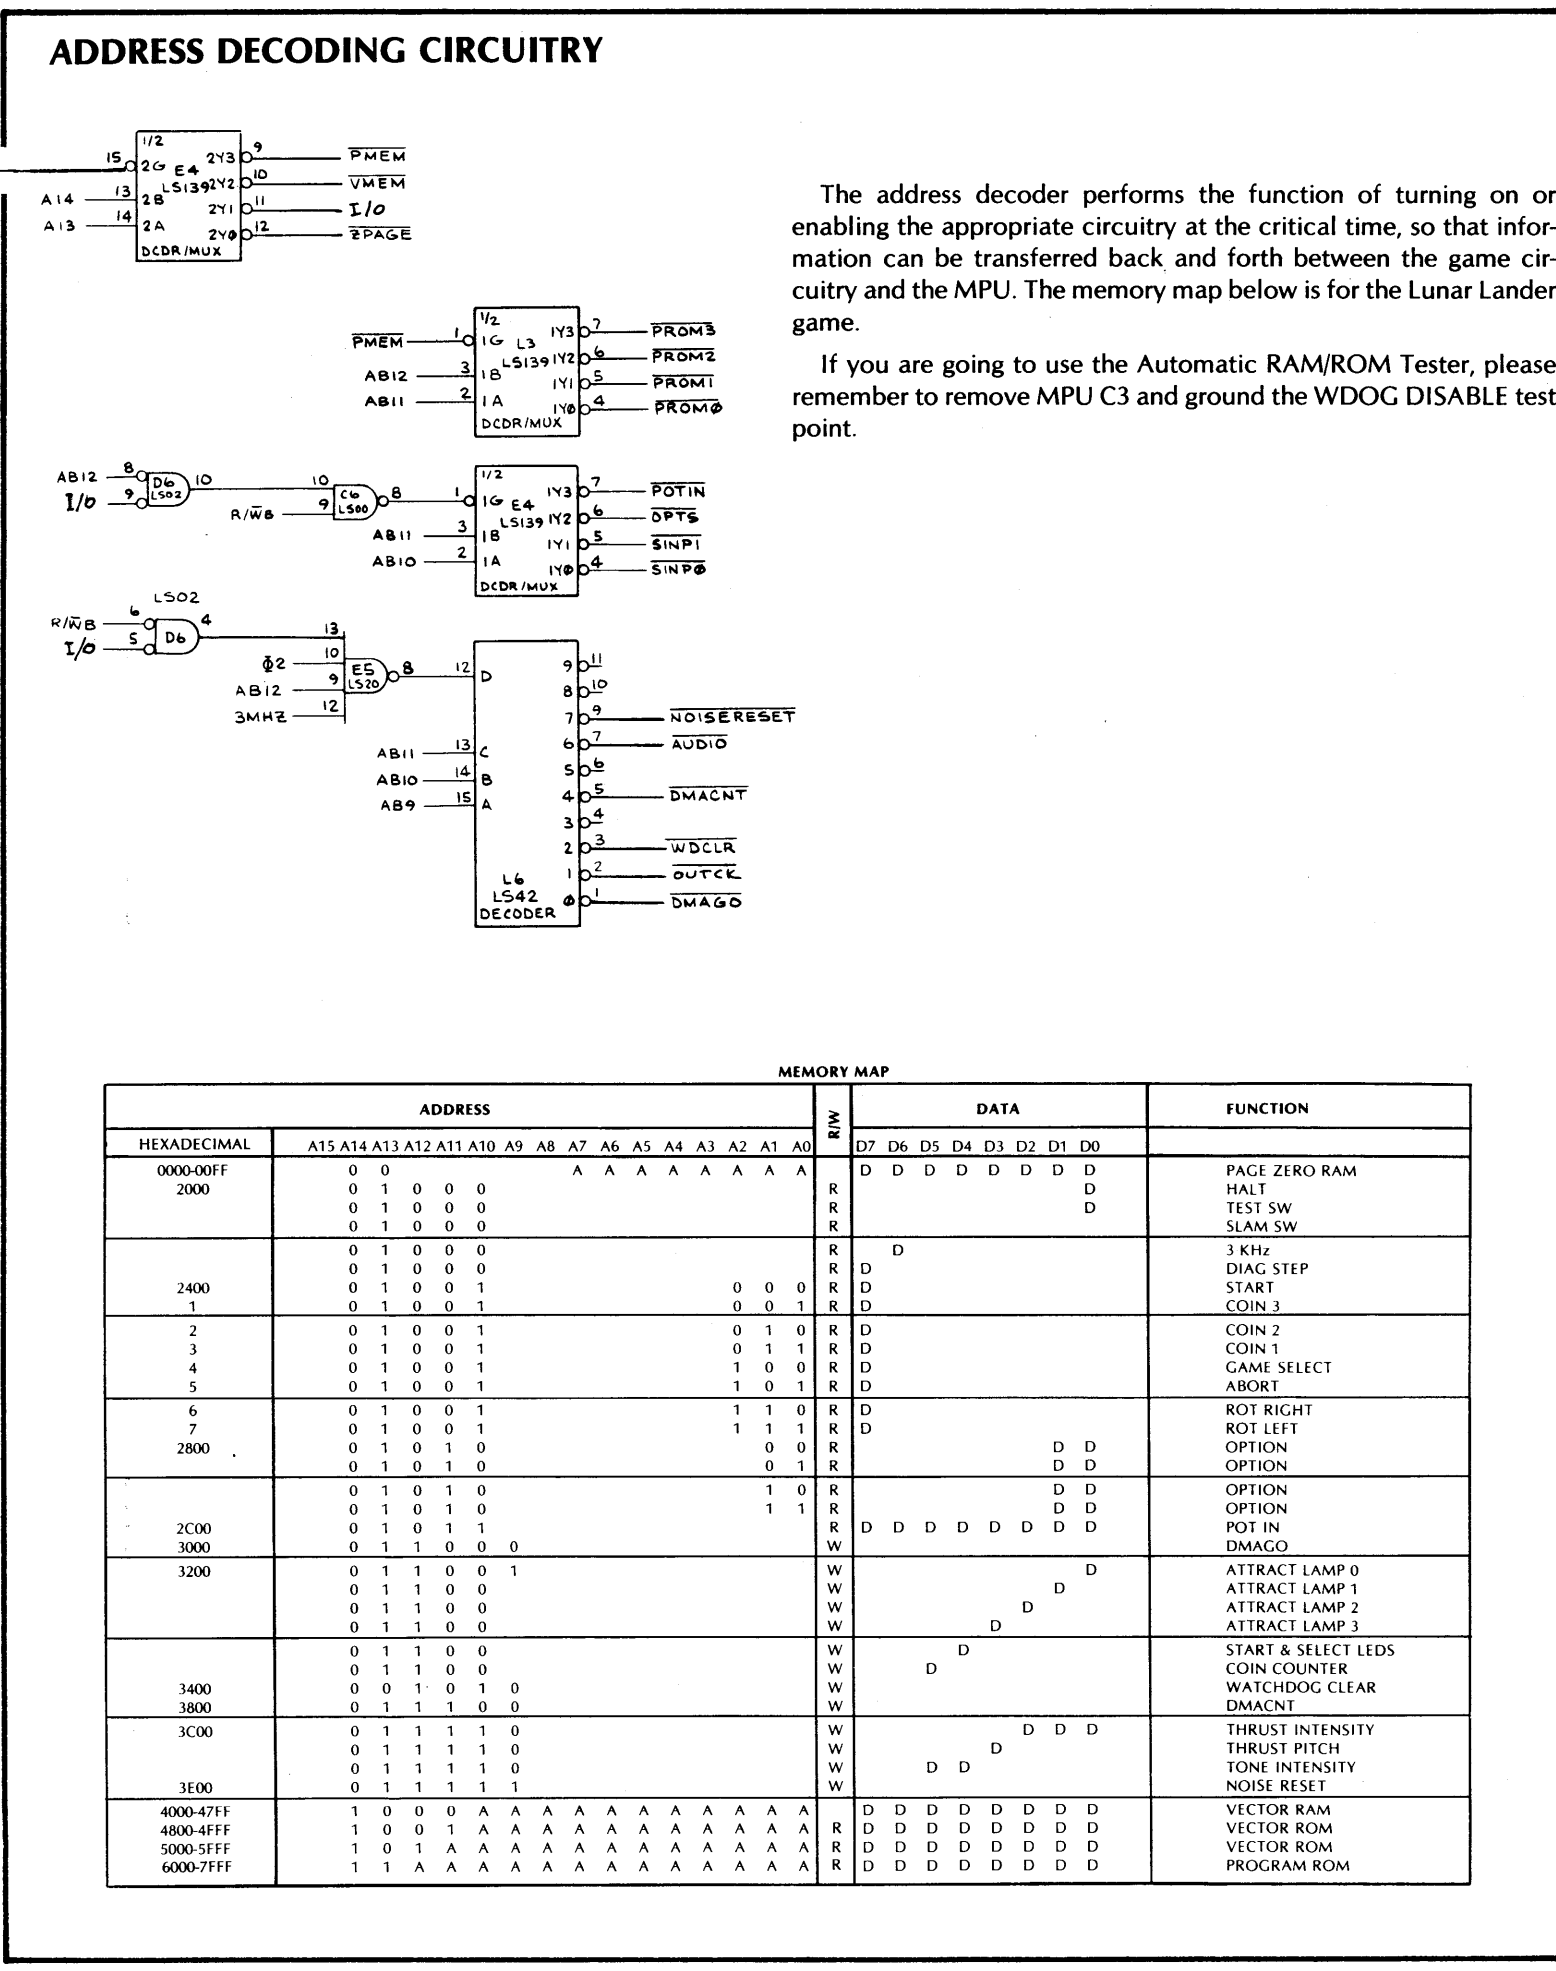 ADDRESS DECODING CIRCUITRY
1/2
15 2G E4 2Y3 9 PMEM
LS139 2Y2 10 VMEM
A14 13 2B 2Y1 11 I/O
A13 14 2A 2YØ 12 ZPAGE
DCDR/MUX
The address decoder performs the function of turning on or
enabling the appropriate circuitry at the critical time, so that infor-
mation can be transferred back and forth between the game cir-
cuitry and the MPU. The memory map below is for the Lunar Lander
game.
If you are going to use the Automatic RAM/ROM Tester, please
remember to remove MPU C3 and ground the WDOG DISABLE test
point.
1/2
PMEM 1 1G L3 1Y3 7 PROM3
LS139 1Y2 6 PROM2
AB12 3 1B 1Y1 5 PROM1
AB11 2 1A 1YØ 4 PROMØ
DCDR/MUX
AB12 8 D6 10 10 C6 8 1 1G E4 1Y3 7 POTIN
I/O 9 LS02 R/WB 9 LS00 LS139 1Y2 6 OPTS
1/2
AB11 3 1B 1Y1 5 SINP1
AB10 2 1A 1YØ 4 SINPØ
DCDR/MUX
LS02
R/WB 6 D6 4 13
I/O 5
Φ2 10 E5 8 12 D 9 11
AB12 9 LS20 8 10
3MHZ 12 7 9 NOISERESET
AB11 13 C 6 7 AUDIO
AB10 14 B 5 6
AB9 15 A 4 5 DMACNT
3 4
2 3 WDCLR
L6 1 2 OUTCK
LS42 Ø 1 DMAGO
DECODER
MEMORY MAP
ADDRESS R/W DATA FUNCTION
HEXADECIMAL A15 A14 A13 A12 A11 A10 A9 A8 A7 A6 A5 A4 A3 A2 A1 A0 D7 D6 D5 D4 D3 D2 D1 D0
0000-00FF 0 0 A A A A A A A A D D D D D D D D PAGE ZERO RAM
2000 0 1 0 0 0 R D HALT
0 1 0 0 0 R D TEST SW
0 1 0 0 0 R SLAM SW
0 1 0 0 0 R D 3 KHz
0 1 0 0 0 R D DIAG STEP
2400 0 1 0 0 1 0 0 0 R D START
1 0 1 0 0 1 0 0 1 R D COIN 3
2 0 1 0 0 1 0 1 0 R D COIN 2
3 0 1 0 0 1 0 1 1 R D COIN 1
4 0 1 0 0 1 1 0 0 R D GAME SELECT
5 0 1 0 0 1 1 0 1 R D ABORT
6 0 1 0 0 1 1 1 0 R D ROT RIGHT
7 0 1 0 0 1 1 1 1 R D ROT LEFT
2800 0 1 0 1 0 0 0 R D D OPTION
0 1 0 1 0 0 1 R D D OPTION
0 1 0 1 0 1 0 R D D OPTION
0 1 0 1 0 1 1 R D D OPTION
2C00 0 1 0 1 1 R D D D D D D D D POT IN
3000 0 1 1 0 0 0 W DMAGO
3200 0 1 1 0 0 1 W D ATTRACT LAMP 0
0 1 1 0 0 W D ATTRACT LAMP 1
0 1 1 0 0 W D ATTRACT LAMP 2
0 1 1 0 0 W D ATTRACT LAMP 3
0 1 1 0 0 W D START & SELECT LEDS
0 1 1 0 0 W D COIN COUNTER
3400 0 0 1 0 1 0 W WATCHDOG CLEAR
3800 0 1 1 1 0 0 W DMACNT
3C00 0 1 1 1 1 0 W D D D THRUST INTENSITY
0 1 1 1 1 0 W D THRUST PITCH
0 1 1 1 1 0 W D D TONE INTENSITY
3E00 0 1 1 1 1 1 W NOISE RESET
4000-47FF 1 0 0 0 A A A A A A A A A A A D D D D D D D D VECTOR RAM
4800-4FFF 1 0 0 1 A A A A A A A A A A A R D D D D D D D D VECTOR ROM
5000-5FFF 1 0 1 A A A A A A A A A A A A R D D D D D D D D VECTOR ROM
6000-7FFF 1 1 A A A A A A A A A A A A A R D D D D D D D D PROGRAM ROM